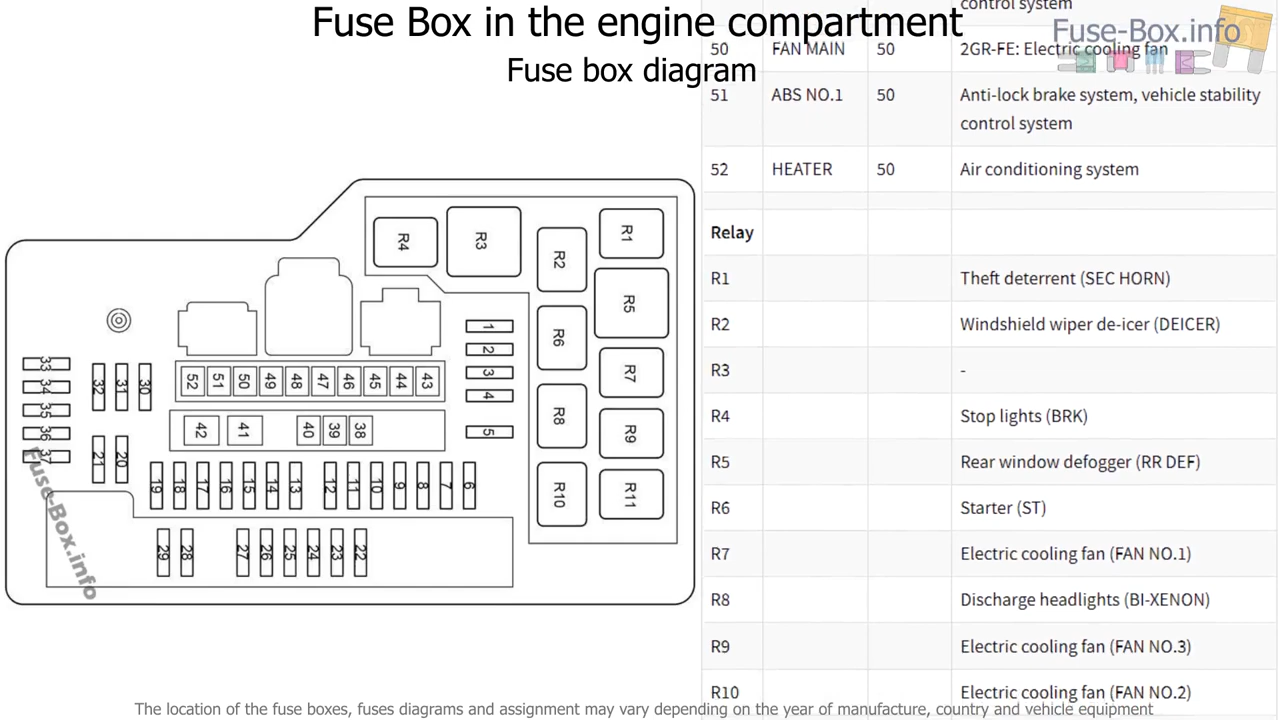 Fuse Box in the engine compartment
Fuse box diagram
Fuse-Box.info
control system
50 FAN MAIN 50 2GR-FE: Electric cooling fan
51 ABS NO.1 50 Anti-lock brake system, vehicle stability
control system
52 HEATER 50 Air conditioning system
Relay
R1 Theft deterrent (SEC HORN)
R2 Windshield wiper de-icer (DEICER)
R3 -
R4 Stop lights (BRK)
R5 Rear window defogger (RR DEF)
R6 Starter (ST)
R7 Electric cooling fan (FAN NO.1)
R8 Discharge headlights (BI-XENON)
R9 Electric cooling fan (FAN NO.3)
R10 Electric cooling fan (FAN NO.2)
R4 R3 R2 R1
R5
R6
R7
R8
R9
R10 R11
1
2
3
4
5
33
34
35
36
37
32 31 30
21 20
52 51 50 49 48 47 46 45 44 43
42 41 40 39 38
19 18 17 16 15 14 13 12 11 10 9 8 7 6
29 28 27 26 25 24 23 22
Fuse-Box.info
The location of the fuse boxes, fuses diagrams and assignment may vary depending on the year of manufacture, country and vehicle equipment